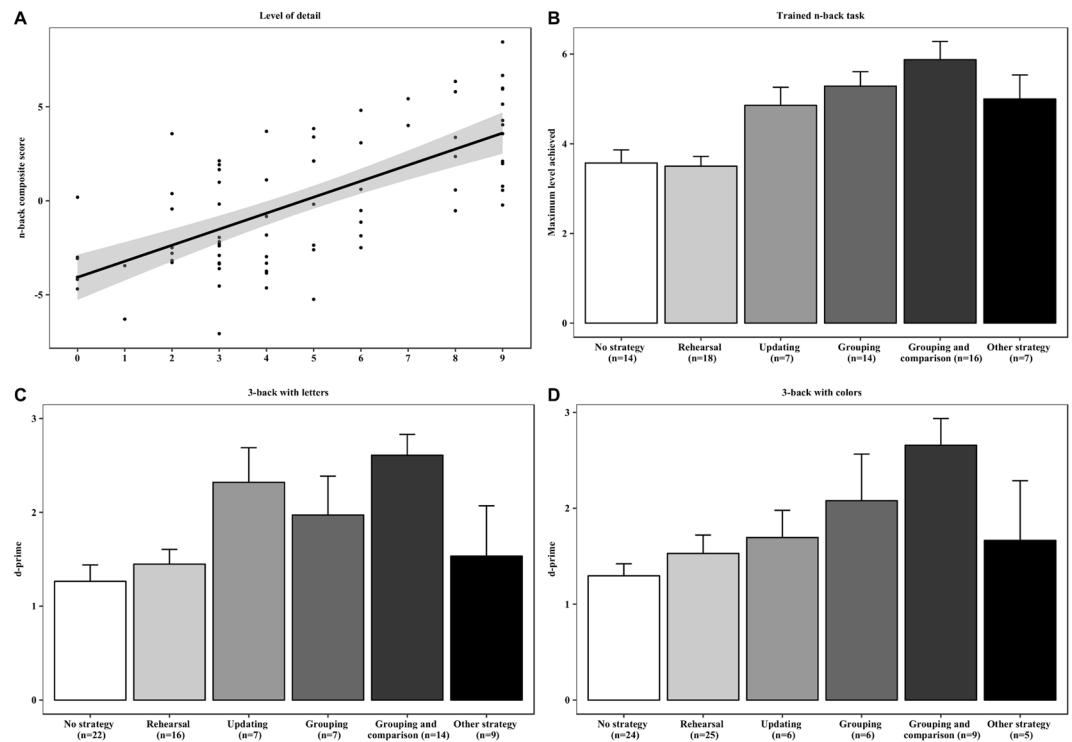 A
Level of detail
n-back composite score
5
0
-5
0 1 2 3 4 5 6 7 8 9
B
Trained n-back task
Maximum level achieved
6
4
2
0
No strategy Rehearsal Updating Grouping Grouping and Other strategy
(n=14) (n=18) (n=7) (n=14) comparison (n=16) (n=7)
C
3-back with letters
d-prime
3
2
1
0
No strategy Rehearsal Updating Grouping Grouping and Other strategy
(n=22) (n=16) (n=7) (n=7) comparison (n=14) (n=9)
D
3-back with colors
d-prime
3
2
1
0
No strategy Rehearsal Updating Grouping Grouping and Other strategy
(n=24) (n=25) (n=6) (n=6) comparison (n=9) (n=5)